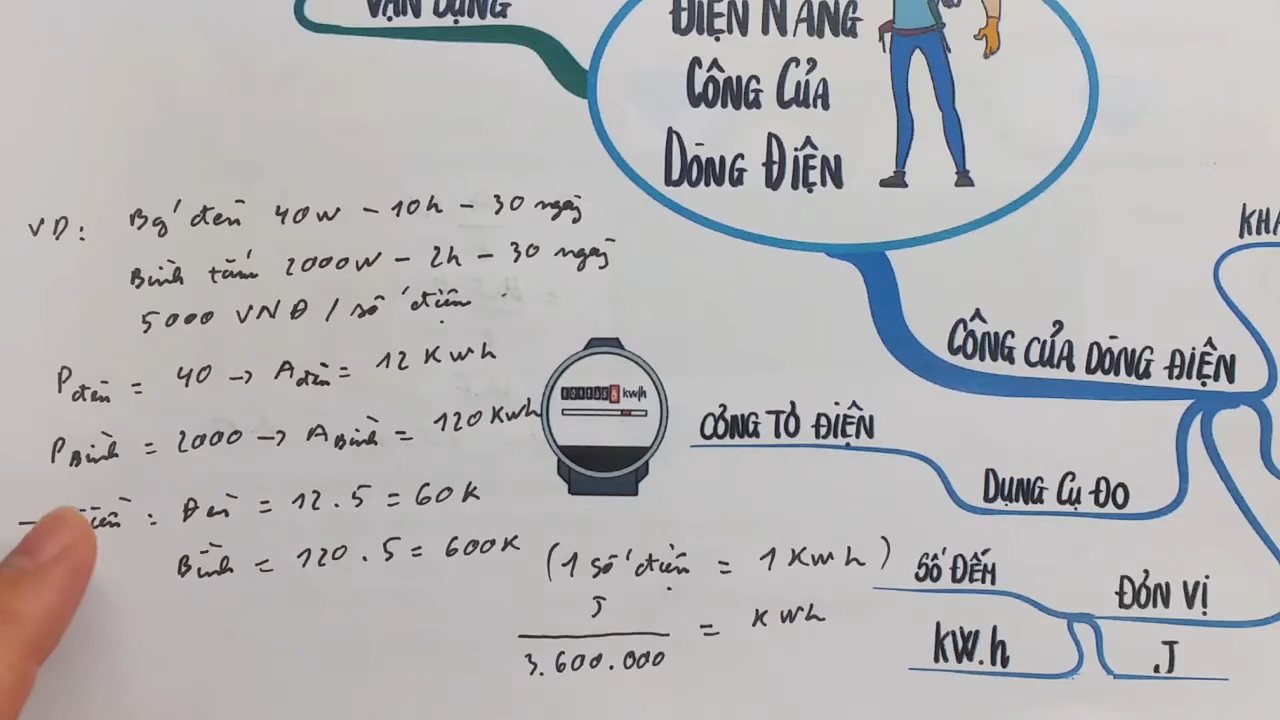 VẬN DỤNG
ĐIỆN NĂNG
CÔNG CỦA
DÒNG ĐIỆN
VD: Bg' đèn 40W - 10h - 30 ngày
Bình tắm 2000W - 2h - 30 ngày
5000 VNĐ / số điện
P đèn = 40 → A đèn = 12 KWh
P Bình = 2000 → A Bình = 120 KWh
: Đèn = 12.5 = 60K
Bình = 120.5 = 600K
(1 số điện = 1 KWh)
J
3.600.000
= KWh
kw/h
CÔNG TƠ ĐIỆN
CÔNG CỦA DÒNG ĐIỆN
DỤNG CỤ ĐO
SỐ ĐẾM
ĐƠN VỊ
kW.h
J